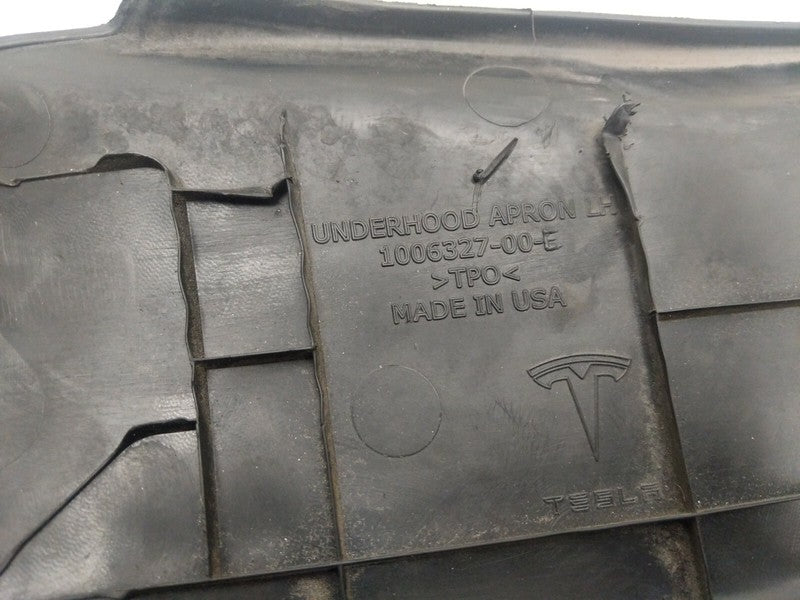 UNDERHOOD APRON LH
1006327-00-E
>TPO<
MADE IN USA
TESLA